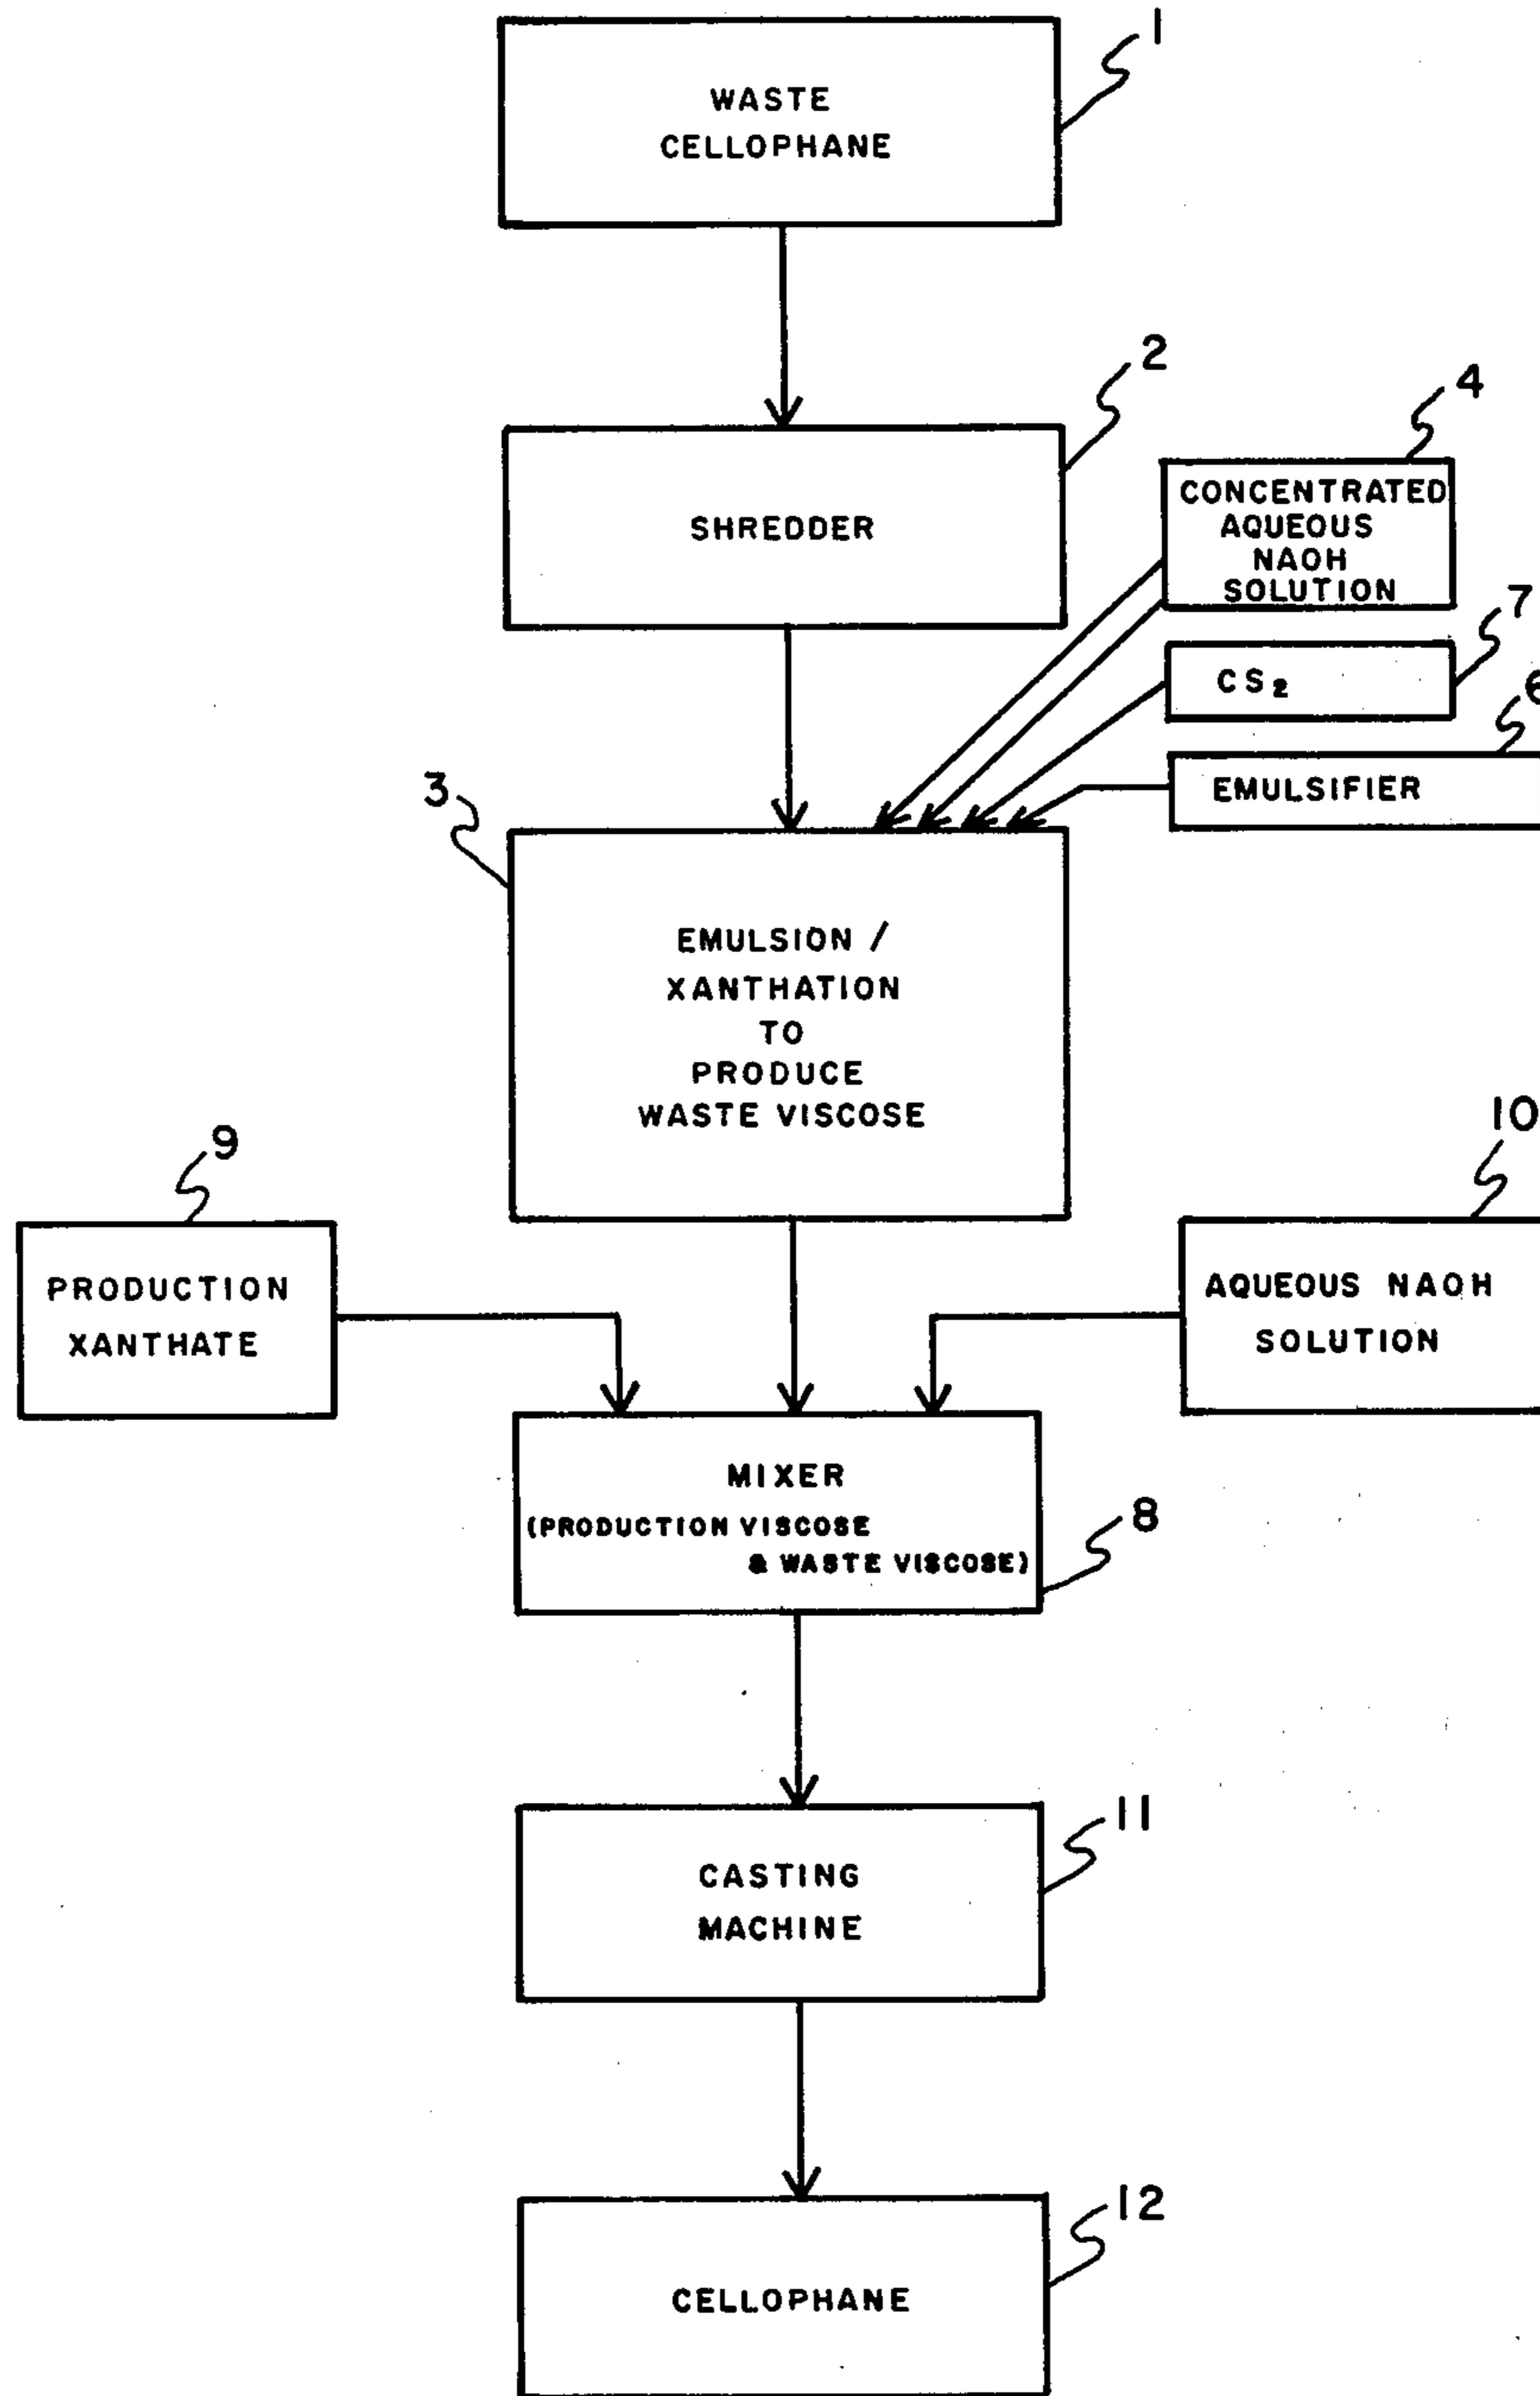 1
WASTE
CELLOPHANE
2
SHREDDER
4
CONCENTRATED
AQUEOUS
NAOH
SOLUTION
7
CS₂
6
EMULSIFIER
3
EMULSION /
XANTHATION
TO
PRODUCE
WASTE VISCOSE
9
PRODUCTION
XANTHATE
10
AQUEOUS NAOH
SOLUTION
MIXER
(PRODUCTION VISCOSE
& WASTE VISCOSE)
8
11
CASTING
MACHINE
12
CELLOPHANE